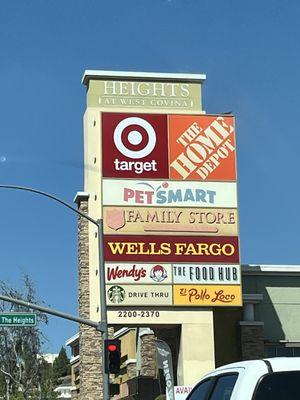 HEIGHTS
AT WEST COVINA
target
THE HOME DEPOT
PETSMART
FAMILY STORE
WELLS FARGO
Wendy's
THE FOOD HUB
DRIVE THRU
El Pollo Loco
2200-2370
The Heights
AVA